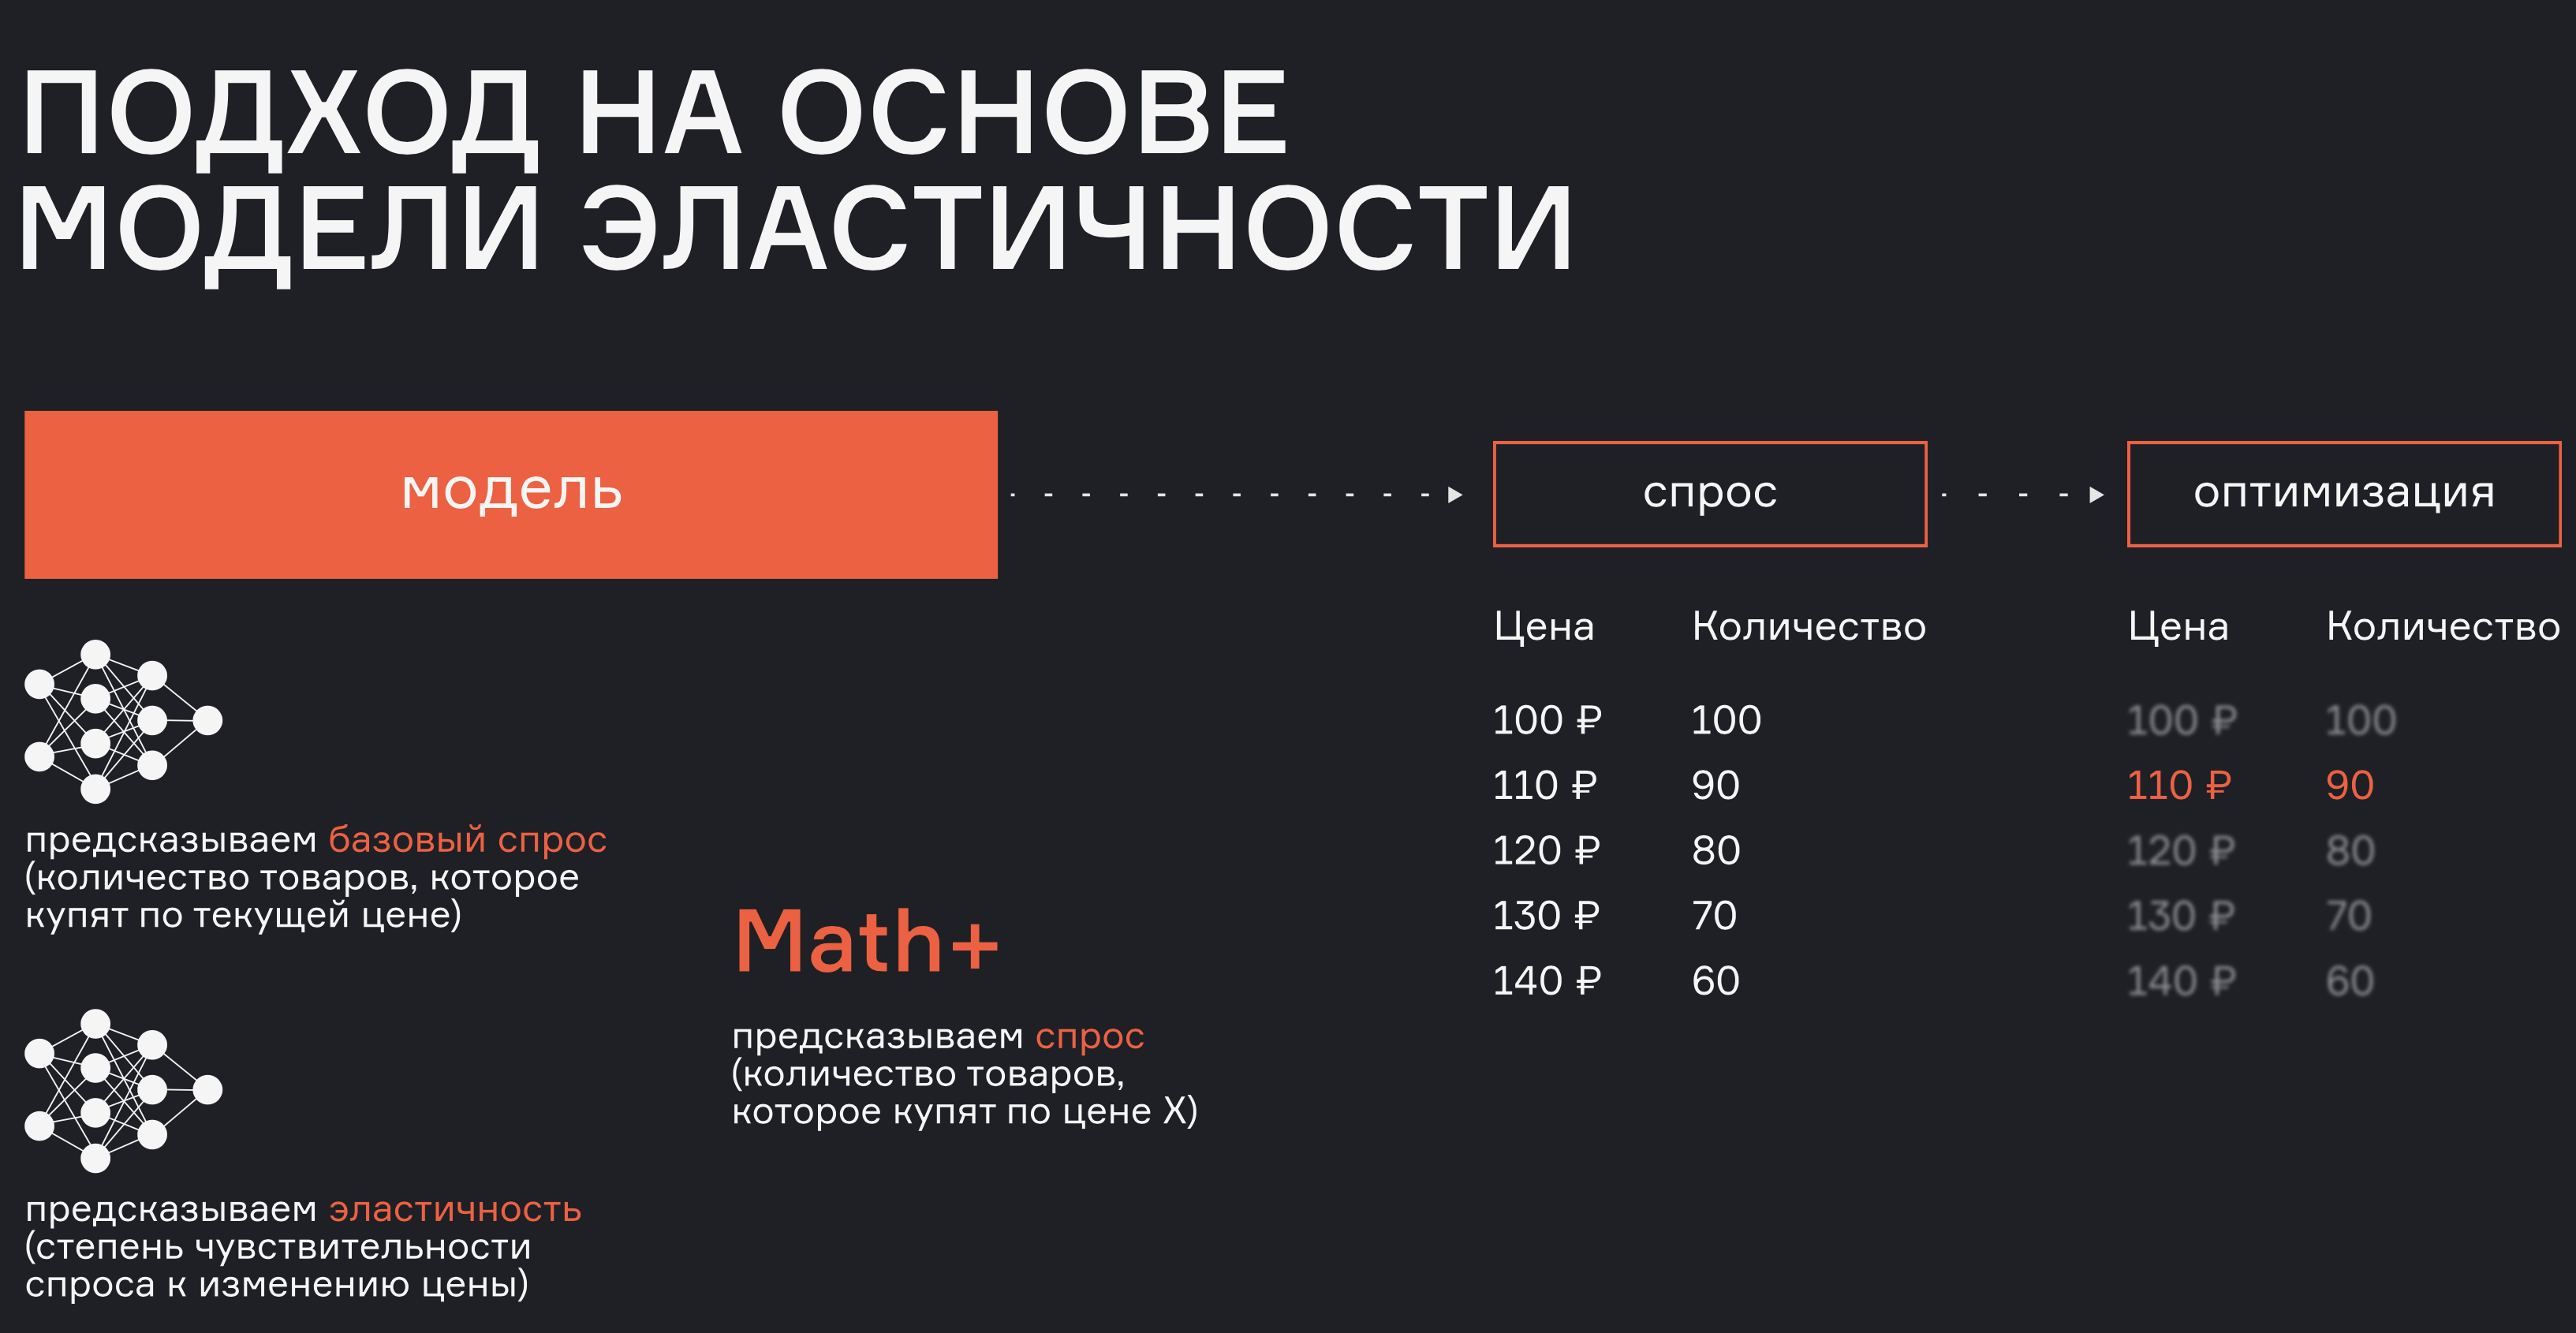 ПОДХОД НА ОСНОВЕ
МОДЕЛИ ЭЛАСТИЧНОСТИ
модель
спрос
оптимизация
предсказываем базовый спрос
(количество товаров, которое
купят по текущей цене)
предсказываем эластичность
(степень чувствительности
спроса к изменению цены)
Math+
предсказываем спрос
(количество товаров,
которое купят по цене X)
Цена Количество
100 ₽ 100
110 ₽ 90
120 ₽ 80
130 ₽ 70
140 ₽ 60
Цена Количество
100 ₽ 100
110 ₽ 90
120 ₽ 80
130 ₽ 70
140 ₽ 60